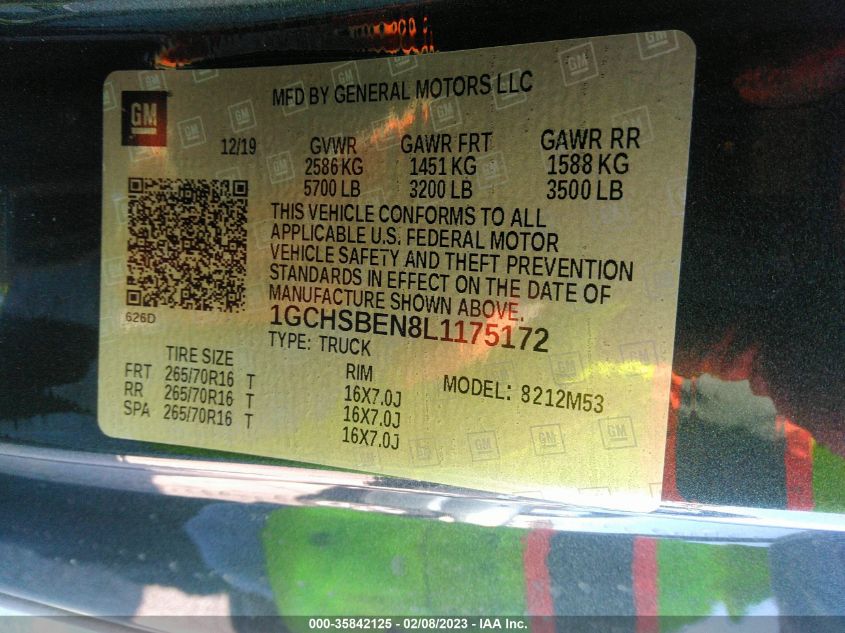 MFD BY GENERAL MOTORS LLC
GM
12/19 GVWR GAWR FRT GAWR RR
2586 KG 1451 KG 1588 KG
5700 LB 3200 LB 3500 LB
THIS VEHICLE CONFORMS TO ALL
APPLICABLE U.S. FEDERAL MOTOR
VEHICLE SAFETY AND THEFT PREVENTION
STANDARDS IN EFFECT ON THE DATE OF
MANUFACTURE SHOWN ABOVE.
626D
1GCHSBEN8L1175172
TYPE: TRUCK
TIRE SIZE RIM MODEL: 8212M53
FRT 265/70R16 T 16X7.0J
RR 265/70R16 T 16X7.0J
SPA 265/70R16 T 16X7.0J
000-35842125 - 02/08/2023 - IAA Inc.